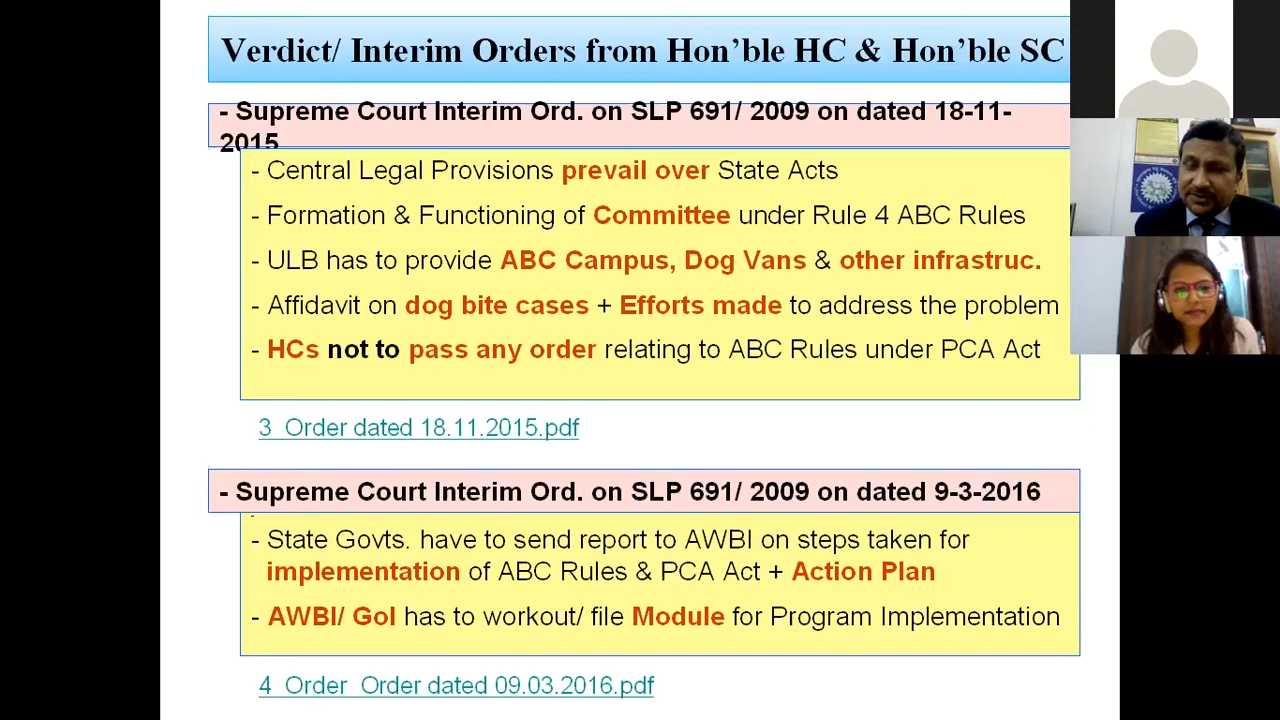 Verdict/ Interim Orders from Hon’ble HC & Hon’ble SC
- Supreme Court Interim Ord. on SLP 691/ 2009 on dated 18-11-
2015
- Central Legal Provisions prevail over State Acts
- Formation & Functioning of Committee under Rule 4 ABC Rules
- ULB has to provide ABC Campus, Dog Vans & other infrastruc.
- Affidavit on dog bite cases + Efforts made to address the problem
- HCs not to pass any order relating to ABC Rules under PCA Act
3_Order dated 18.11.2015.pdf
- Supreme Court Interim Ord. on SLP 691/ 2009 on dated 9-3-2016
- State Govts. have to send report to AWBI on steps taken for
implementation of ABC Rules & PCA Act + Action Plan
- AWBI/ GoI has to workout/ file Module for Program Implementation
4_Order_Order dated 09.03.2016.pdf